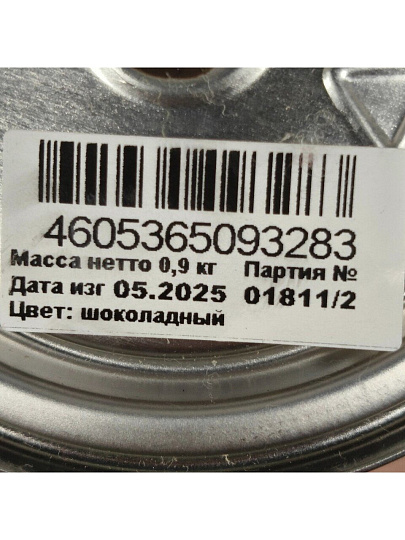 4605365093283
Масса нетто 0,9 кг Партия №
Дата изг 05.2025 01811/2
Цвет: шоколадный